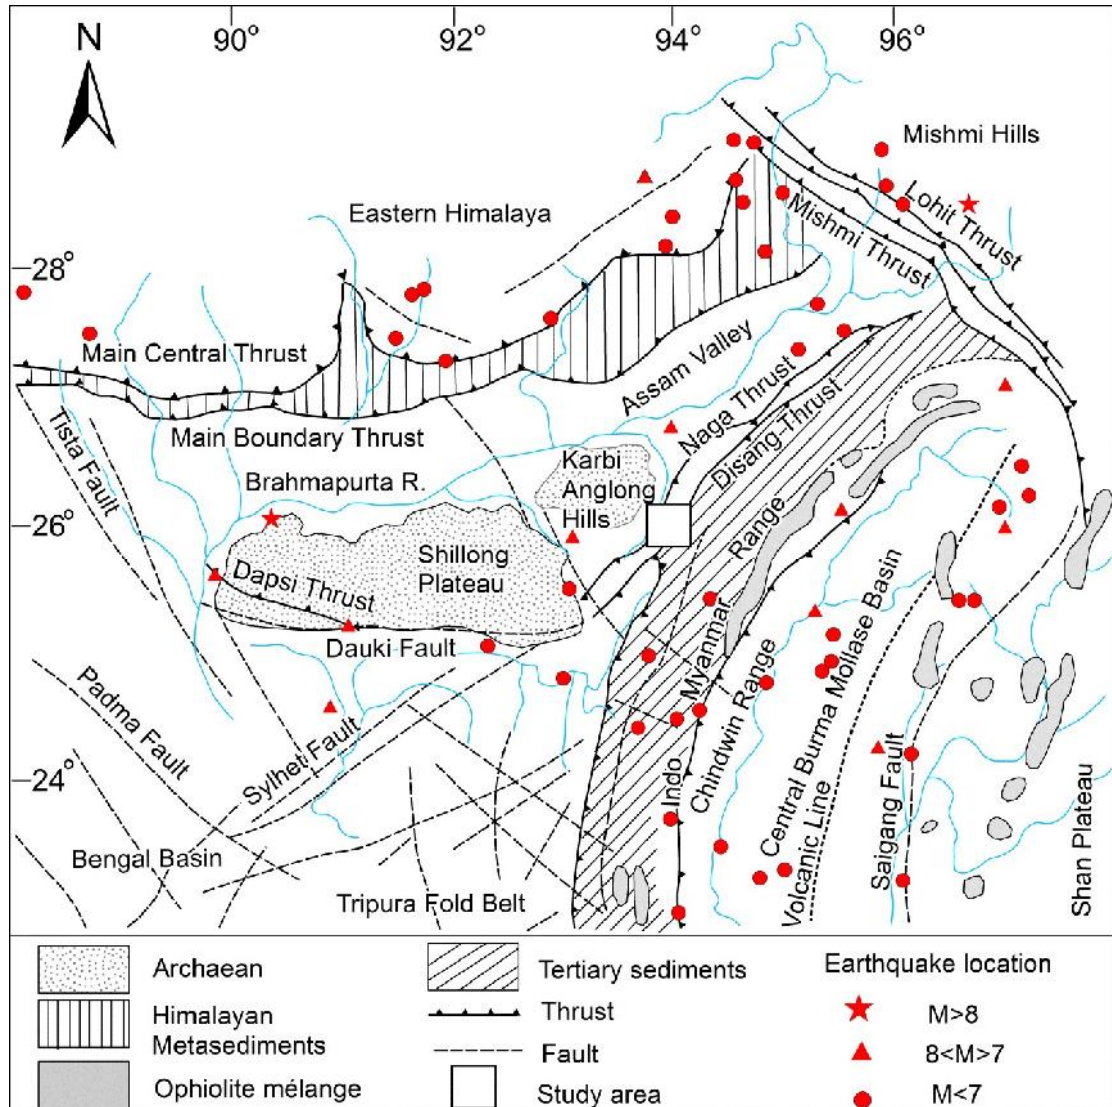 90°
92°
94°
96°
N
Mishmi Hills
Lohit Thrust
Eastern Himalaya
Mishmi Thrust
28°
Main Central Thrust
Assam Valley
Naga Thrust
Disang-Thrust
Main Boundary Thrust
Tista Fault
Brahmapurta R.
Karbi
Anglong
Hills
26°
Shillong
Plateau
Dapsi Thrust
Dauki Fault
Indo Myanmar Range
Chindwin Range
Central Burma Mollase Basin
Volcanic Line
Saigang Fault
Shan Plateau
Padma Fault
Sylhet Fault
24°
Bengal Basin
Tripura Fold Belt
Archaean
Himalayan
Metasediments
Ophiolite mélange
Tertiary sediments
Thrust
Fault
Study area
Earthquake location
M>8
8<M>7
M<7